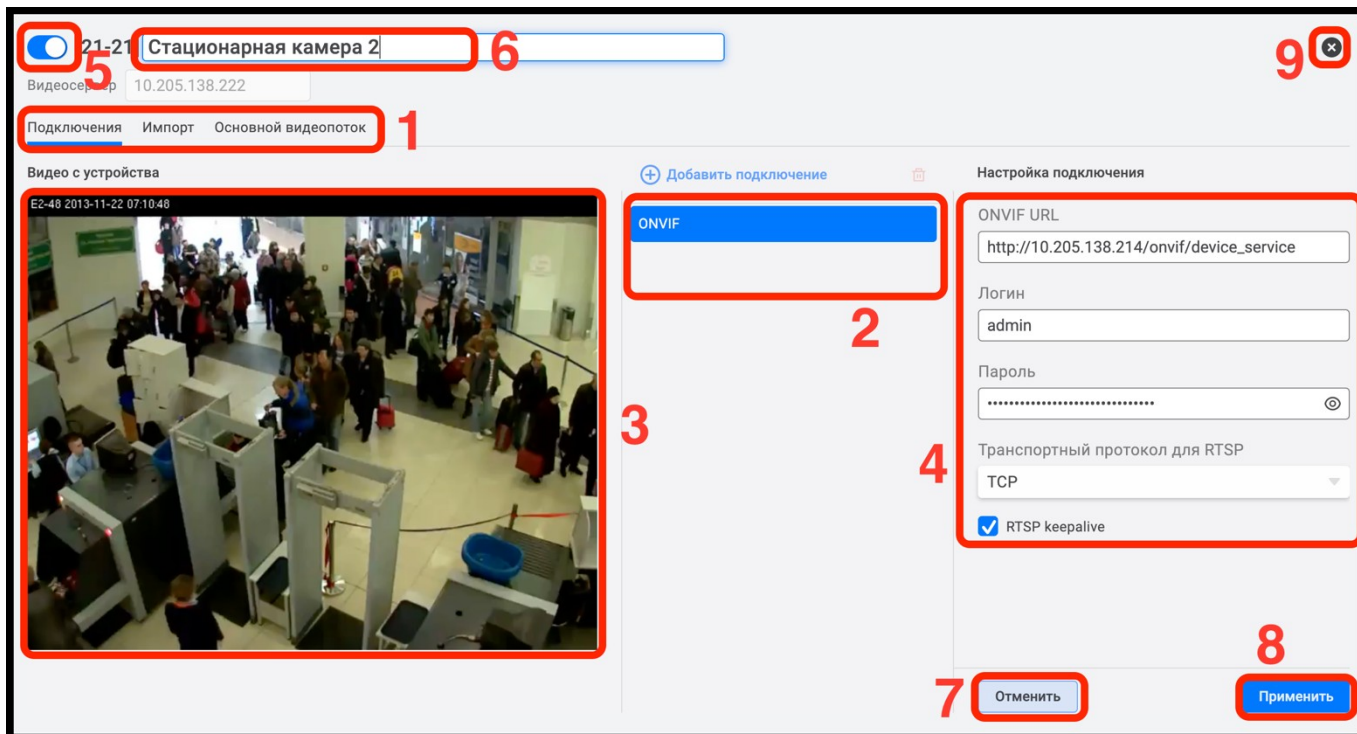 21-21 Стационарная камера 2
5
6
9
Видеосервер 10.205.138.222
Подключения Импорт Основной видеопоток
1
Видео с устройства
Добавить подключение
Настройка подключения
E2-48 2013-11-22 07:10:48
ONVIF
2
3
ONVIF URL
http://10.205.138.214/onvif/device_service
Логин
admin
Пароль
•••••••••••••••••••••••••••••••
4
Транспортный протокол для RTSP
TCP
RTSP keepalive
8
7
Отменить
Применить